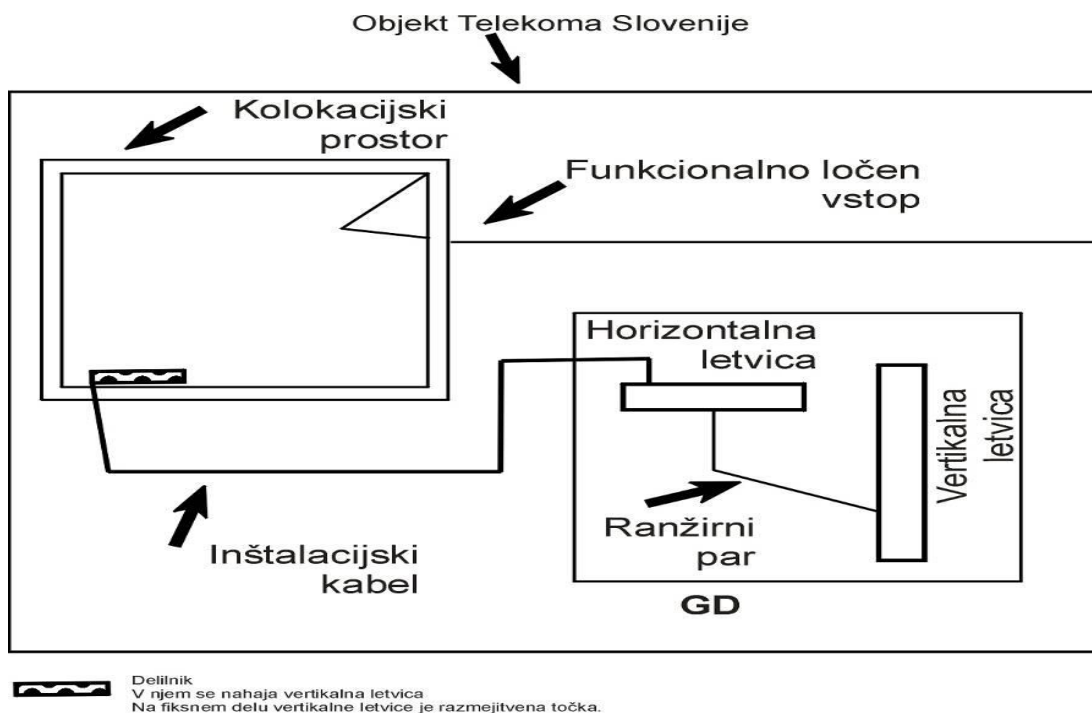 Objekt Telekoma Slovenije
Kolokacijski
prostor
Funkcionalno ločen
vstop
Horizontalna
letvica
Vertikalna
letvica
Ranžirni
par
Inštalacijski
kabel
GD
Delilnik
V njem se nahaja vertikalna letvica
Na fiksnem delu vertikalne letvice je razmejitvena točka.